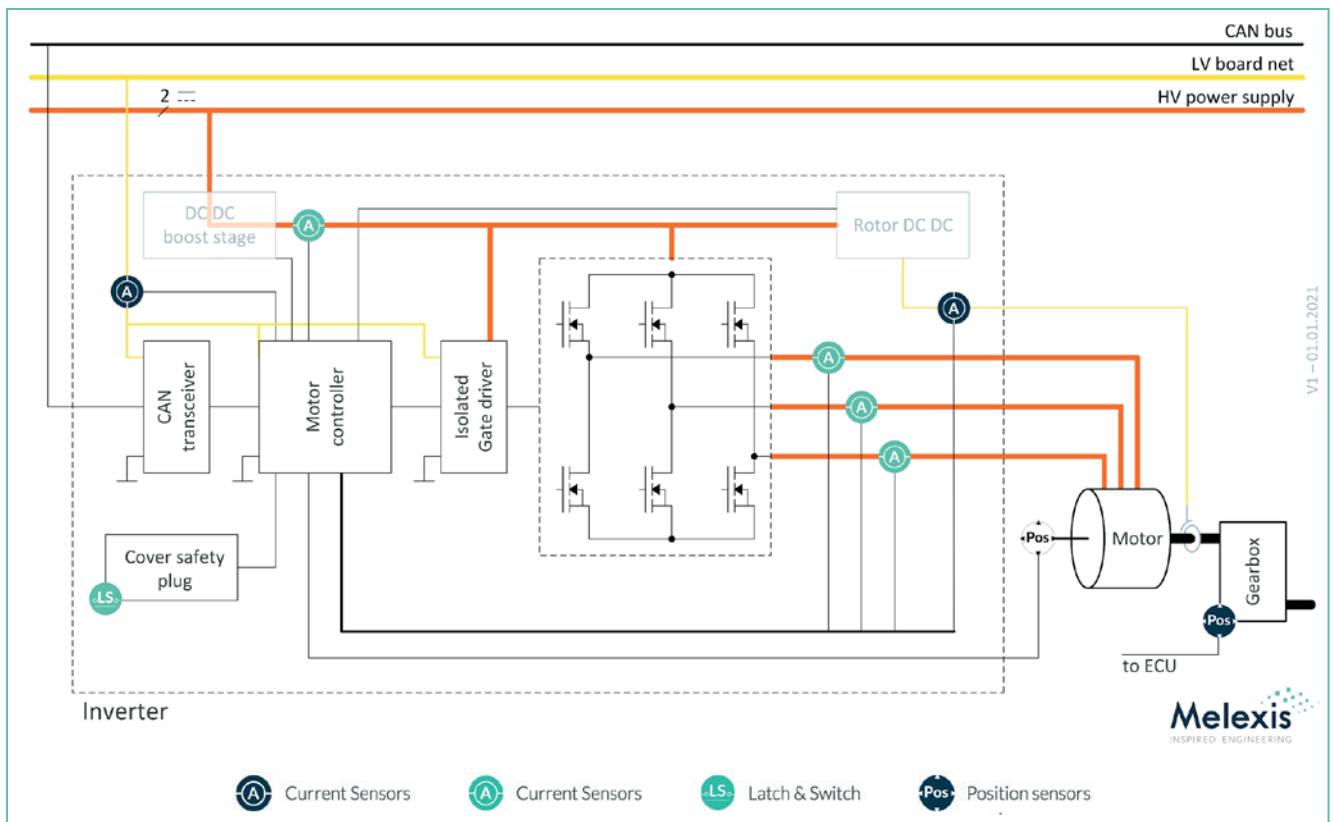 CAN bus
LV board net
2
HV power supply
DC DC
boost stage
A
Rotor DC DC
A
A
A
A
A
CAN
transceiver
Motor
controller
Isolated
Gate driver
V1 – 01.01.2021
Cover safety
plug
LS
Pos
Motor
Gearbox
Pos
to ECU
Inverter
Melexis
INSPIRED ENGINEERING
A Current Sensors
A Current Sensors
LS Latch & Switch
Pos Position sensors